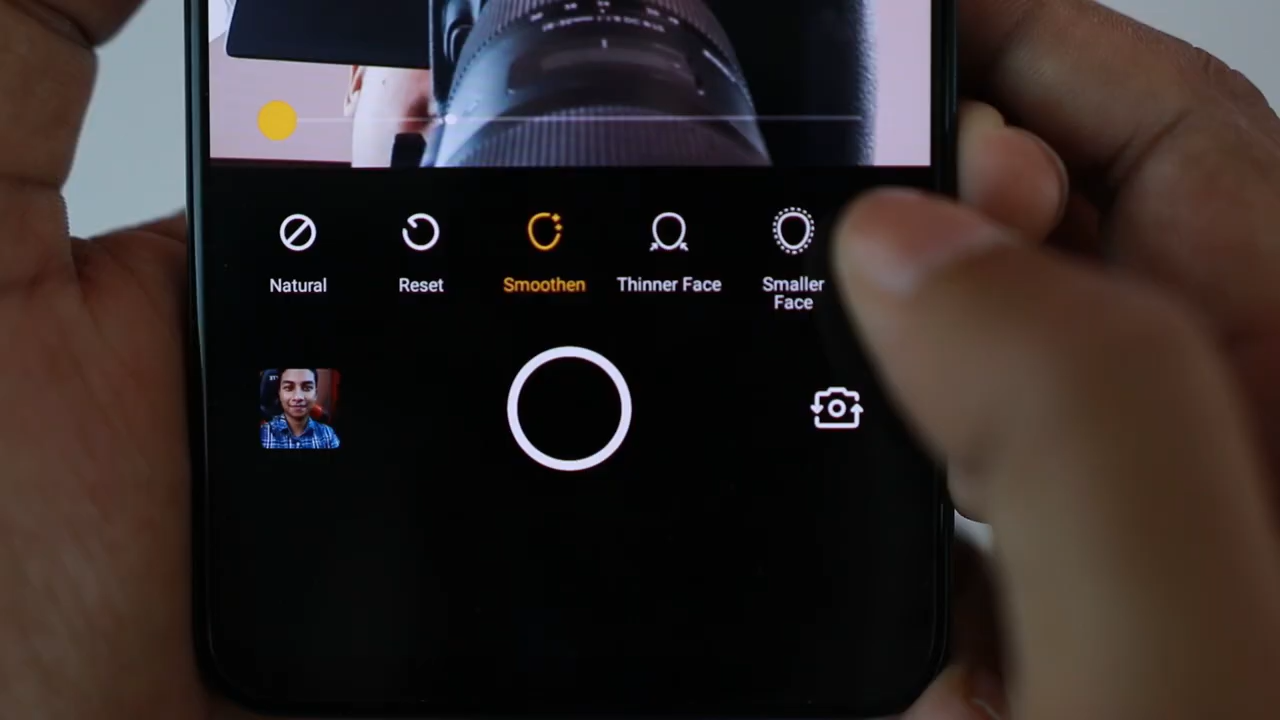 Natural
Reset
Smoothen
Thinner Face
Smaller
Face